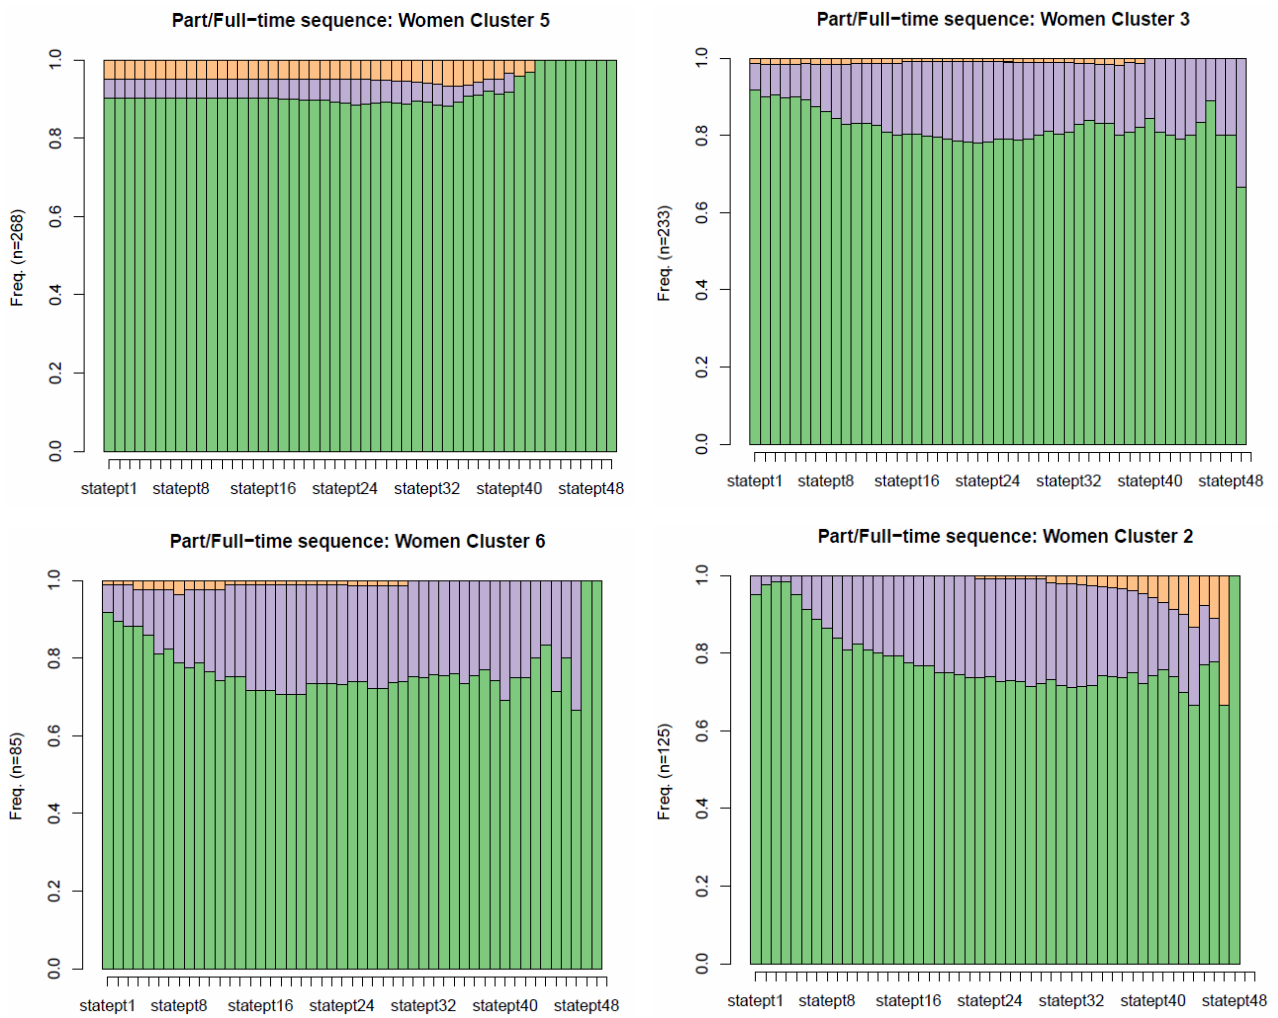 Part/Full-time sequence: Women Cluster 5
Freq. (n=268)
0.0 0.2 0.4 0.6 0.8 1.0
statept1 statept8 statept16 statept24 statept32 statept40 statept48
Part/Full-time sequence: Women Cluster 3
Freq. (n=233)
0.0 0.2 0.4 0.6 0.8 1.0
statept1 statept8 statept16 statept24 statept32 statept40 statept48
Part/Full-time sequence: Women Cluster 6
Freq. (n=85)
0.0 0.2 0.4 0.6 0.8 1.0
statept1 statept8 statept16 statept24 statept32 statept40 statept48
Part/Full-time sequence: Women Cluster 2
Freq. (n=125)
0.0 0.2 0.4 0.6 0.8 1.0
statept1 statept8 statept16 statept24 statept32 statept40 statept48